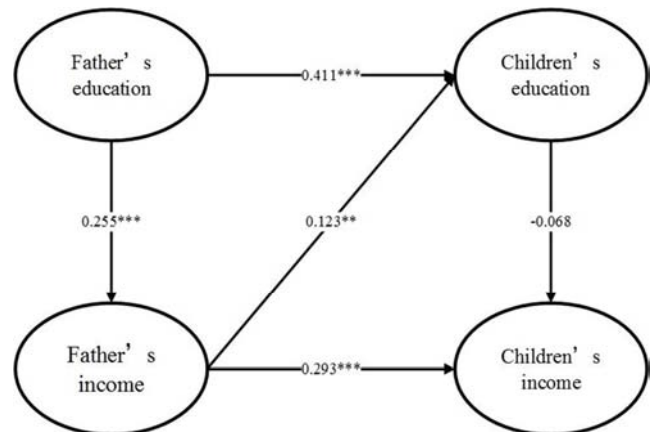 Father’s
education
0.411***
Children’s
education
0.255***
0.123**
-0.068
Father’s
income
0.293***
Children’s
income